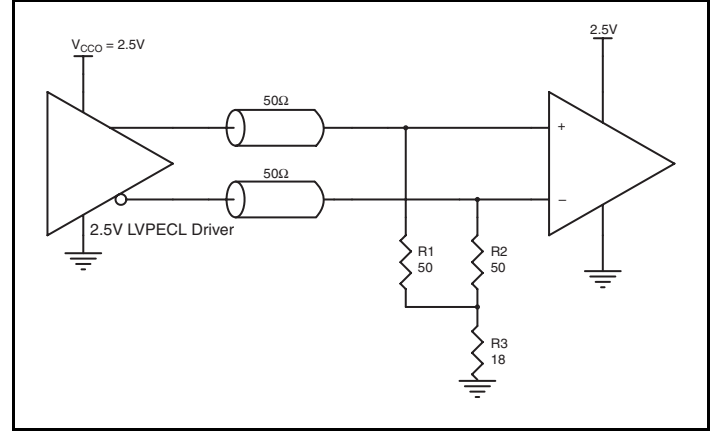 V_CCO = 2.5V
2.5V
50Ω
+
50Ω
−
2.5V LVPECL Driver
R1
50
R2
50
R3
18